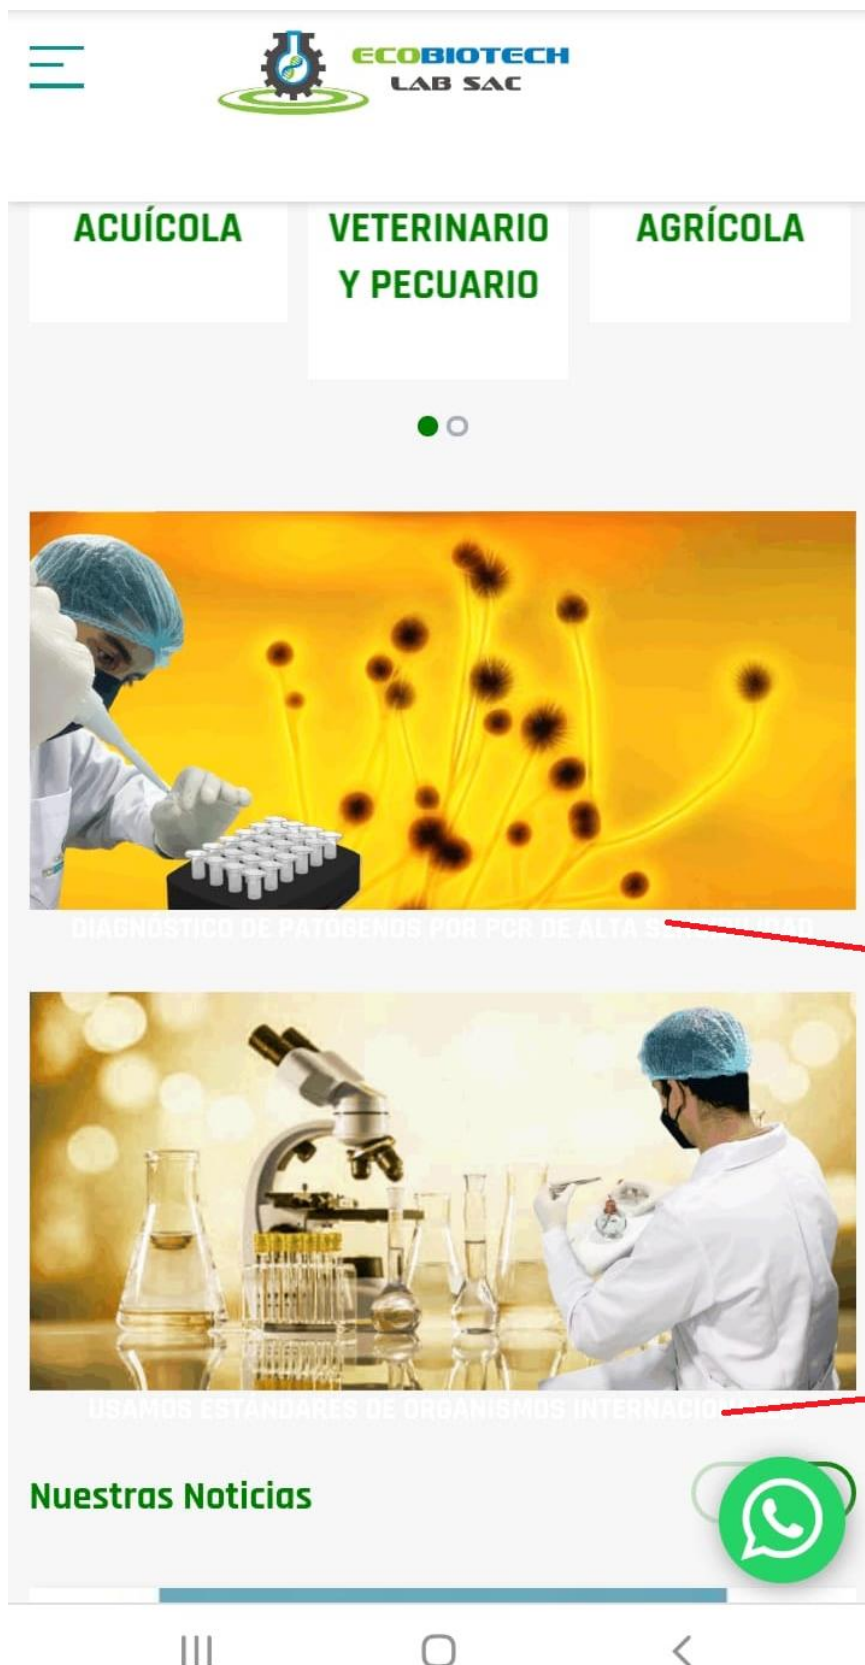 ECOBIOTECH
LAB SAC
ACUÍCOLA
VETERINARIO
Y PECUARIO
AGRÍCOLA
DIAGNÓSTICO DE PATÓGENOS POR PCR DE ALTA
USAMOS ESTÁNDARES DE ORGANISMOS
Nuestras Noticias